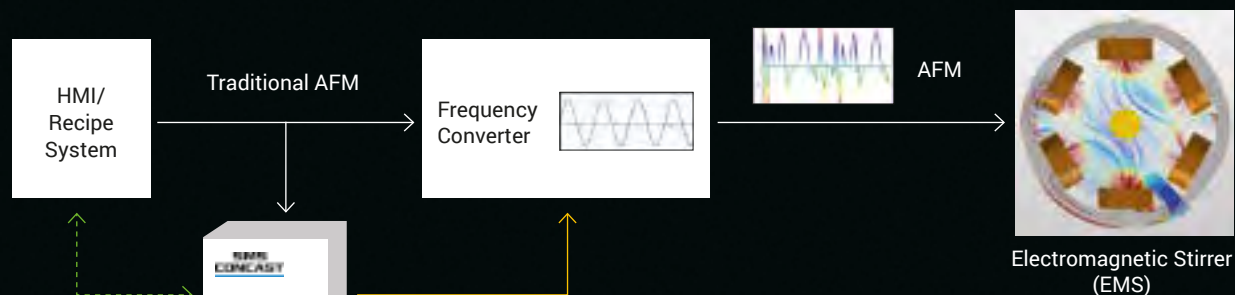 HMI/
Recipe
System
Traditional AFM
Frequency
Converter
AFM
SMS
CONCAST
Electromagnetic Stirrer
(EMS)